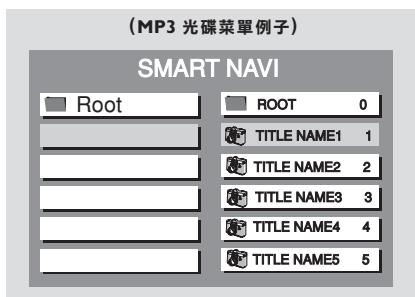 (MP3 光碟菜單例子)
SMART NAVI
Root
ROOT 0
TITLE NAME1 1
TITLE NAME2 2
TITLE NAME3 3
TITLE NAME4 4
TITLE NAME5 5